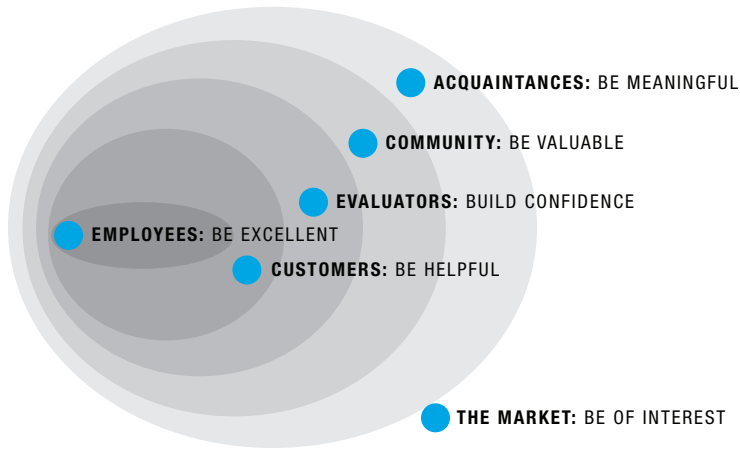 ACQUAINTANCES: BE MEANINGFUL
COMMUNITY: BE VALUABLE
EVALUATORS: BUILD CONFIDENCE
EMPLOYEES: BE EXCELLENT
CUSTOMERS: BE HELPFUL
THE MARKET: BE OF INTEREST